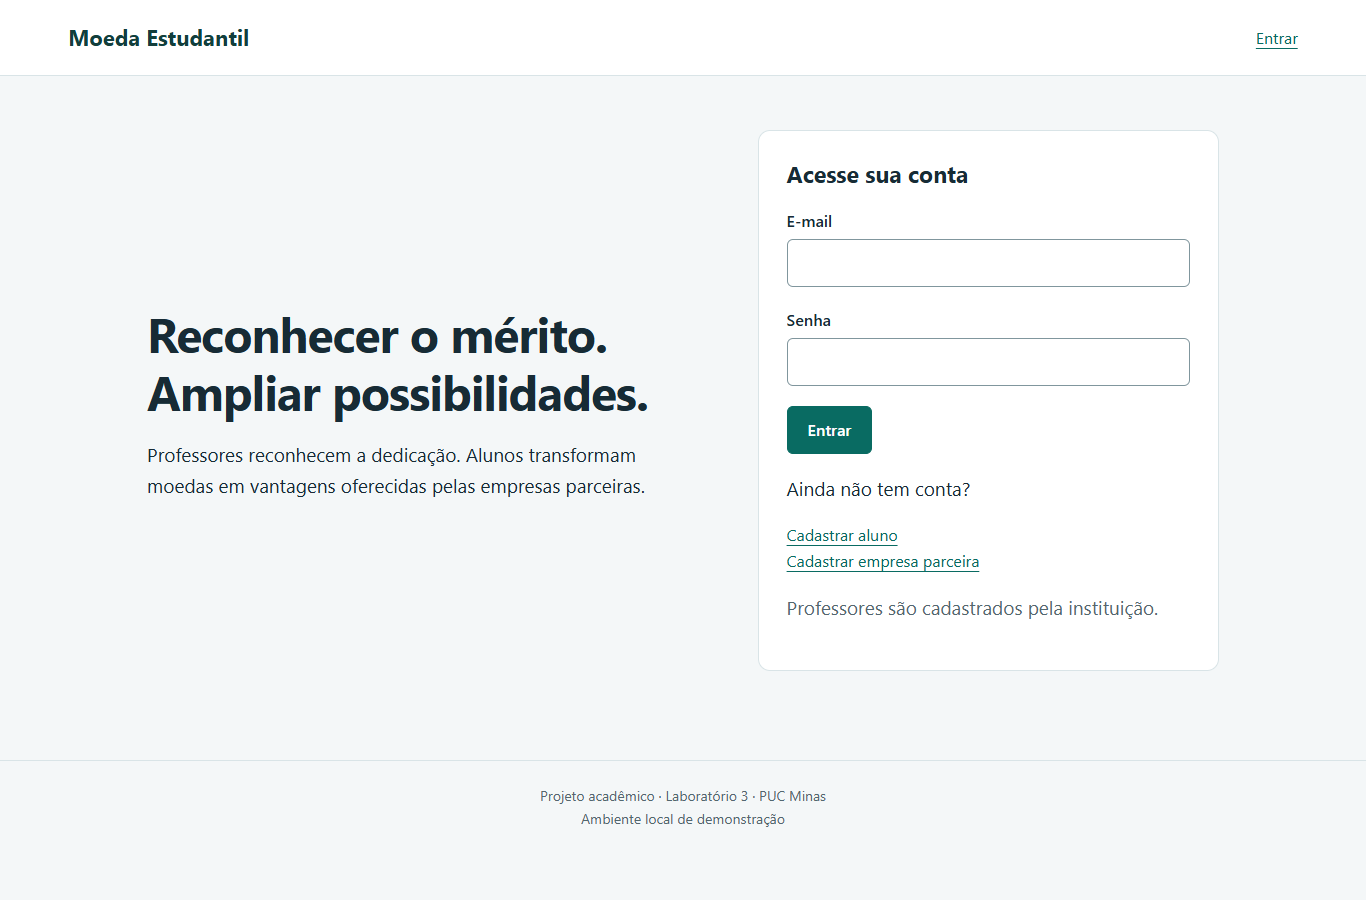 Moeda Estudantil
Entrar
Reconhecer o mérito.
Ampliar possibilidades.
Professores reconhecem a dedicação. Alunos transformam
moedas em vantagens oferecidas pelas empresas parceiras.
Acesse sua conta
E-mail
Senha
Entrar
Ainda não tem conta?
Cadastrar aluno
Cadastrar empresa parceira
Professores são cadastrados pela instituição.
Projeto acadêmico · Laboratório 3 · PUC Minas
Ambiente local de demonstração